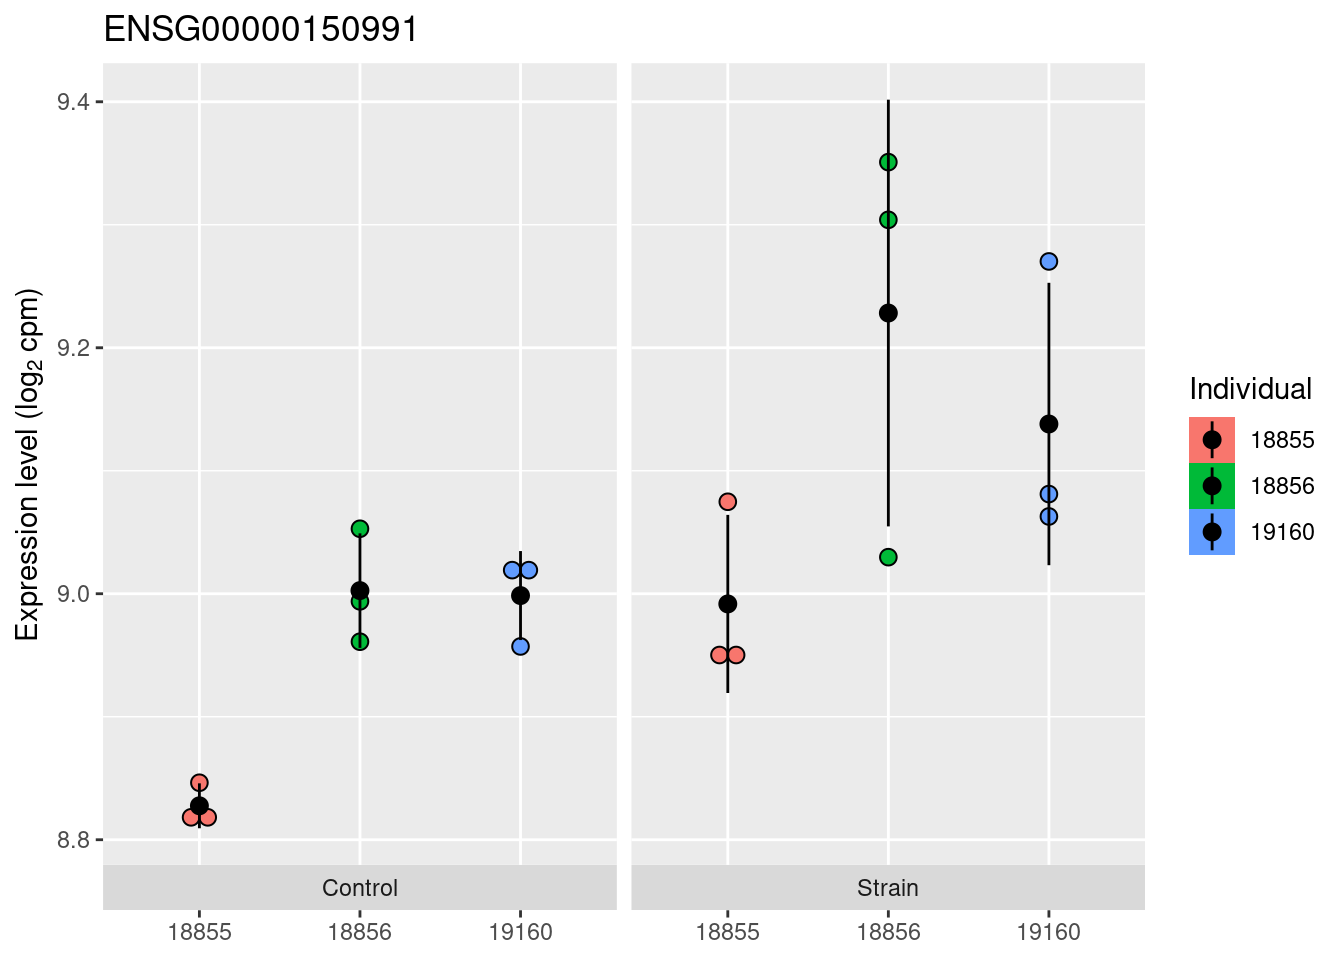 ENSG00000150991
Expression level (log₂ cpm)
9.4
9.2
9.0
8.8
Control
Strain
18855
18856
19160
18855
18856
19160
Individual
18855
18856
19160